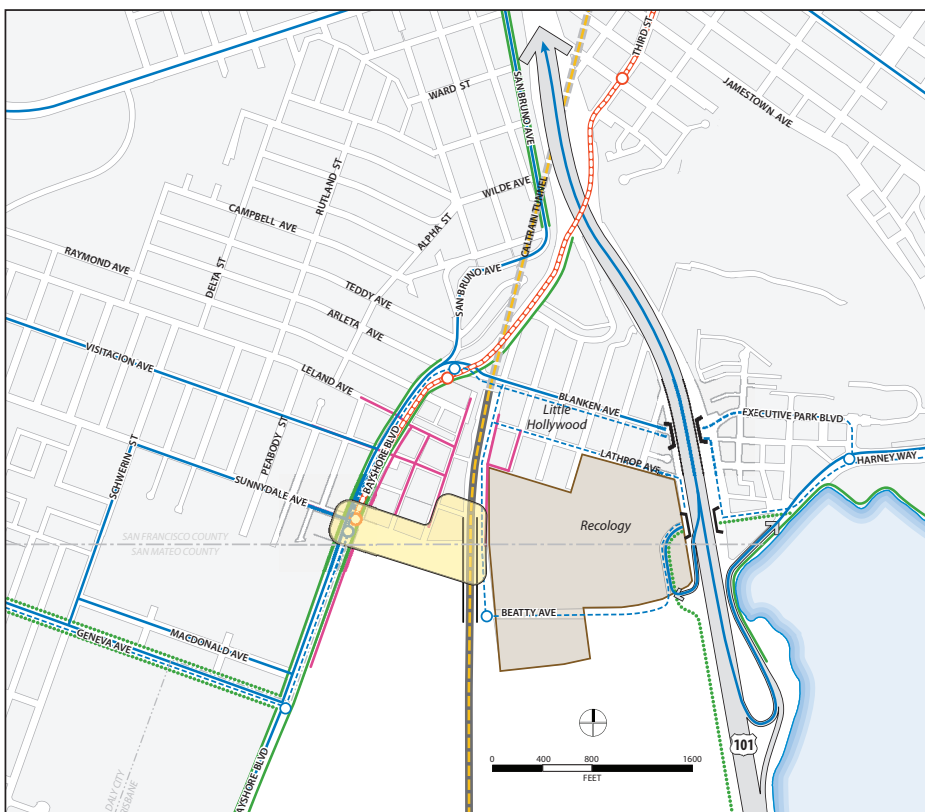 THIRD ST
SAN BRUNO AVE
JAMESTOWN AVE
WARD ST
RUTLAND ST
WILDE AVE
CALTRAIN TUNNEL
CAMPBELL AVE
ALPHA ST
RAYMOND AVE
DELTA ST
TEDDY AVE
SAN BRUNO AVE
ARLETA AVE
VISITACION AVE
LELAND AVE
BLANKEN AVE
Little
Hollywood
EXECUTIVE PARK BLVD
PEABODY ST
BAYSHORE BLVD
SCHWERIN ST
LATHROP AVE
HARNEY WAY
SUNNYDALE AVE
Recology
SAN FRANCISCO COUNTY
SAN MATEO COUNTY
BEATTY AVE
GENEVA AVE
MACDONALD AVE
101
0 400 800 1600
FEET
DALY CITY
BRISBANE
BAYSHORE BLVD